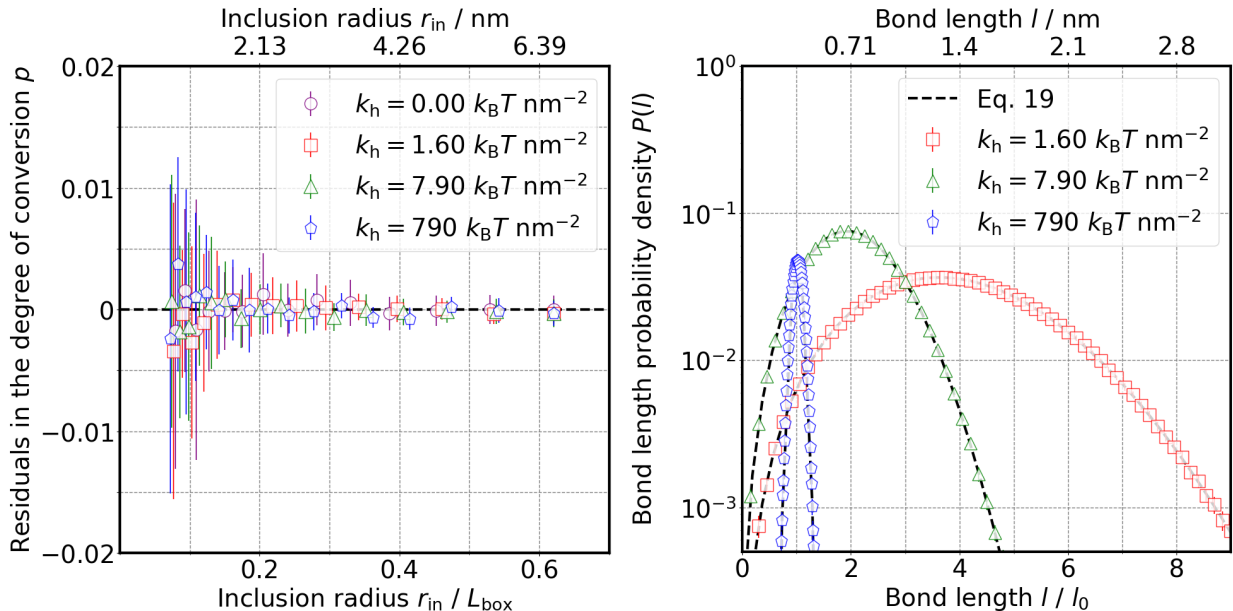 Inclusion radius r_in / nm
2.13 4.26 6.39
0.02
0.01
0
−0.01
−0.02
Residuals in the degree of conversion p
k_h = 0.00 k_BT nm⁻²
k_h = 1.60 k_BT nm⁻²
k_h = 7.90 k_BT nm⁻²
k_h = 790 k_BT nm⁻²
0.2 0.4 0.6
Inclusion radius r_in / L_box
Bond length l / nm
0.71 1.4 2.1 2.8
10⁰
10⁻¹
10⁻²
10⁻³
Bond length probability density P(l)
Eq. 19
k_h = 1.60 k_BT nm⁻²
k_h = 7.90 k_BT nm⁻²
k_h = 790 k_BT nm⁻²
0 2 4 6 8
Bond length l / l_0